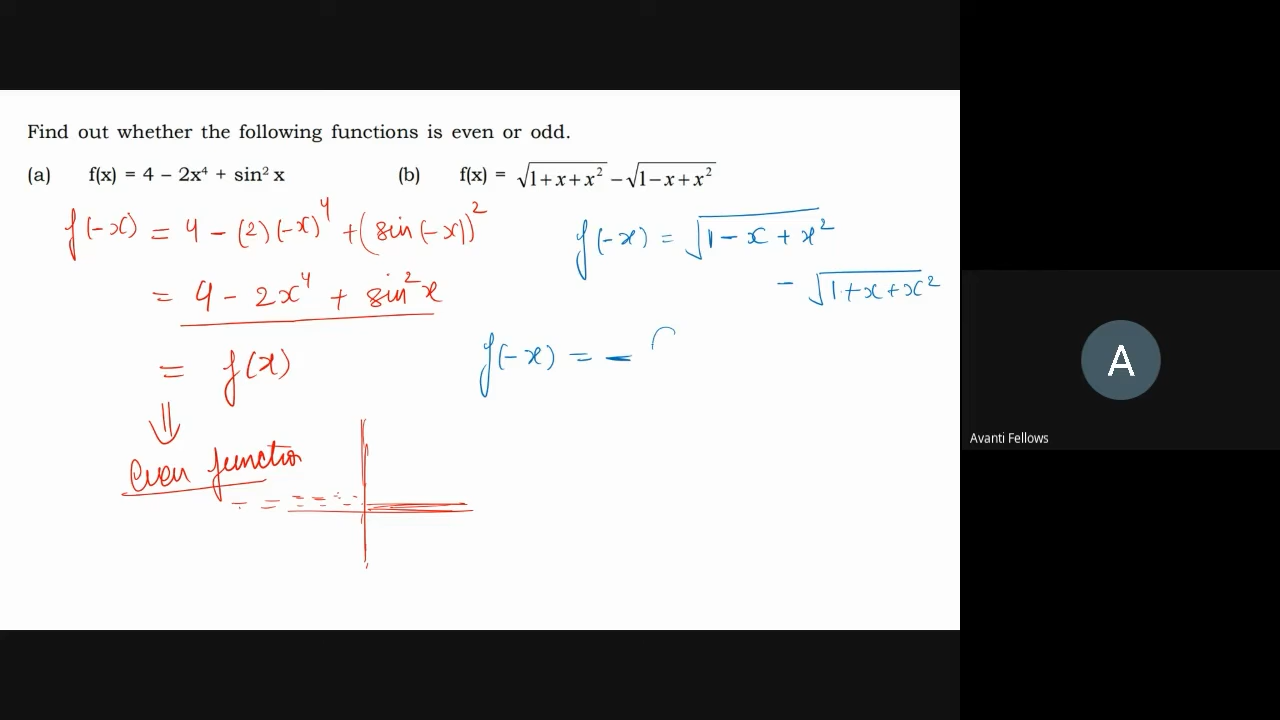 Find out whether the following functions is even or odd.
(a) f(x) = 4 – 2x⁴ + sin² x (b) f(x) = √(1+x+x²) – √(1–x+x²)
f(-x) = 4 - (2)(-x)⁴ + (sin(-x))²
= 4 - 2x⁴ + sin²x
= f(x)
⇓
even function
f(-x) = √(1-x+x²)
- √(1+x+x²)
f(-x) = - (
A
Avanti Fellows